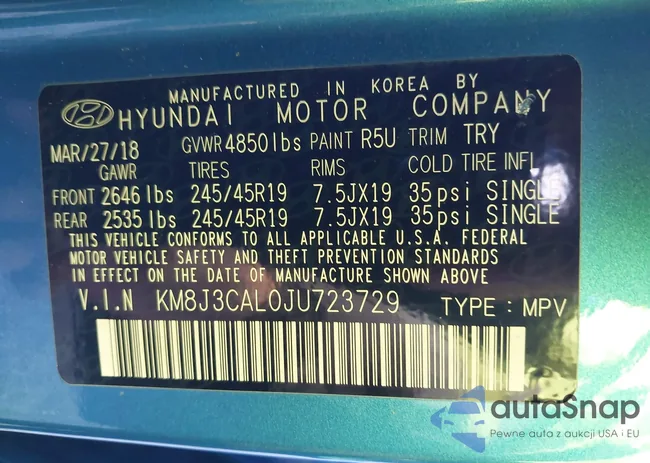 MANUFACTURED IN KOREA BY
HYUNDAI MOTOR COMPANY
MAR/27/18 GVWR 4850lbs PAINT R5U TRIM TRY
GAWR TIRES RIMS COLD TIRE INFL
FRONT 2646 lbs 245/45R19 7.5JX19 35psi SINGLE
REAR 2535 lbs 245/45R19 7.5JX19 35psi SINGLE
THIS VEHICLE CONFORMS TO ALL APPLICABLE U.S.A. FEDERAL
MOTOR VEHICLE SAFETY AND THEFT PREVENTION STANDARDS
IN EFFECT ON THE DATE OF MANUFACTURE SHOWN ABOVE
V.I.N KM8J3CAL0JU723729 TYPE : MPV
autaSnap
Pewne auta z aukcji USA i EU